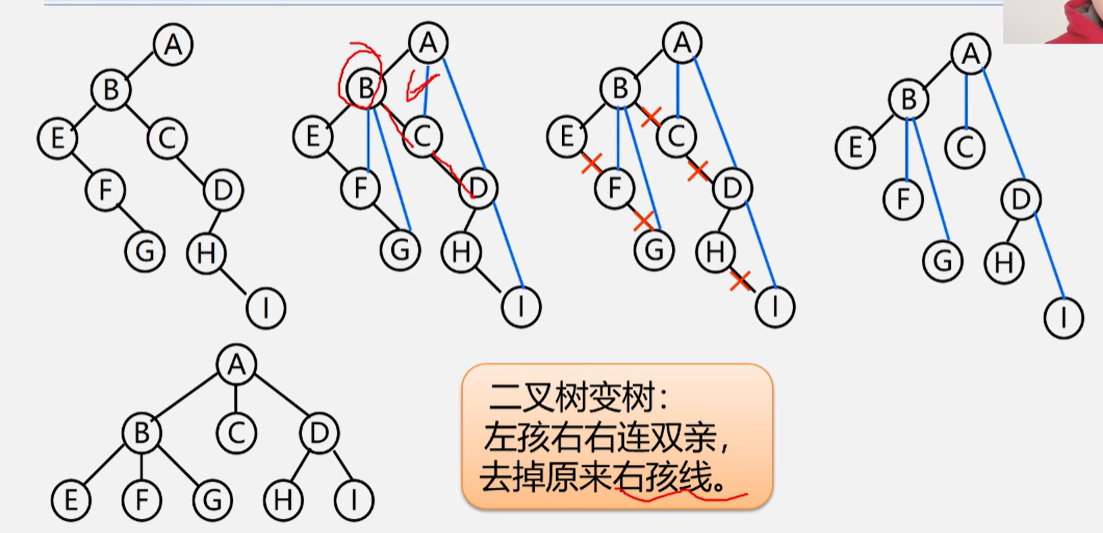 A A A A
B B B B
E C E C E C E C
F D F D F D F D
G H G H G H G H
I I I I
A
B C D
E F G H I
二叉树变树：
左孩右右连双亲，
去掉原来右孩线。